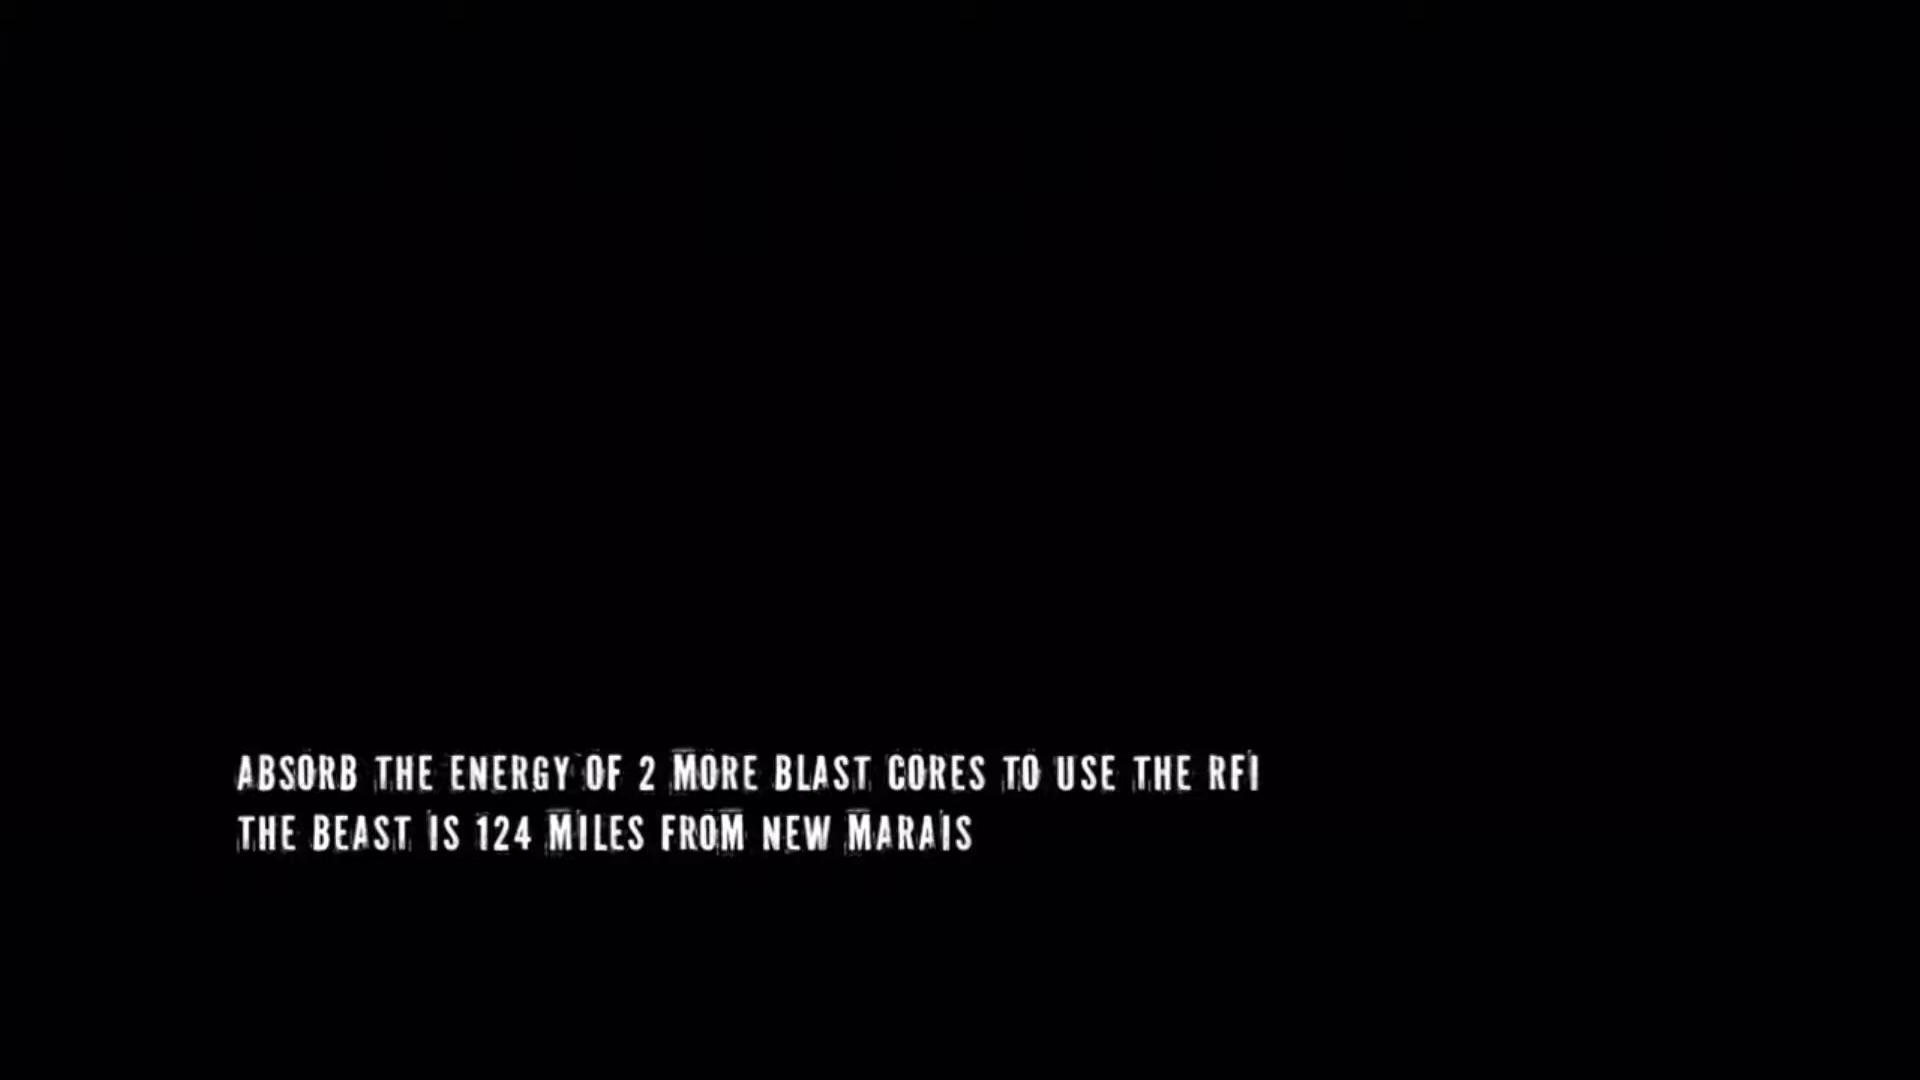 ABSORB THE ENERGY OF 2 MORE BLAST CORES TO USE THE RFI
THE BEAST IS 124 MILES FROM NEW MARAIS